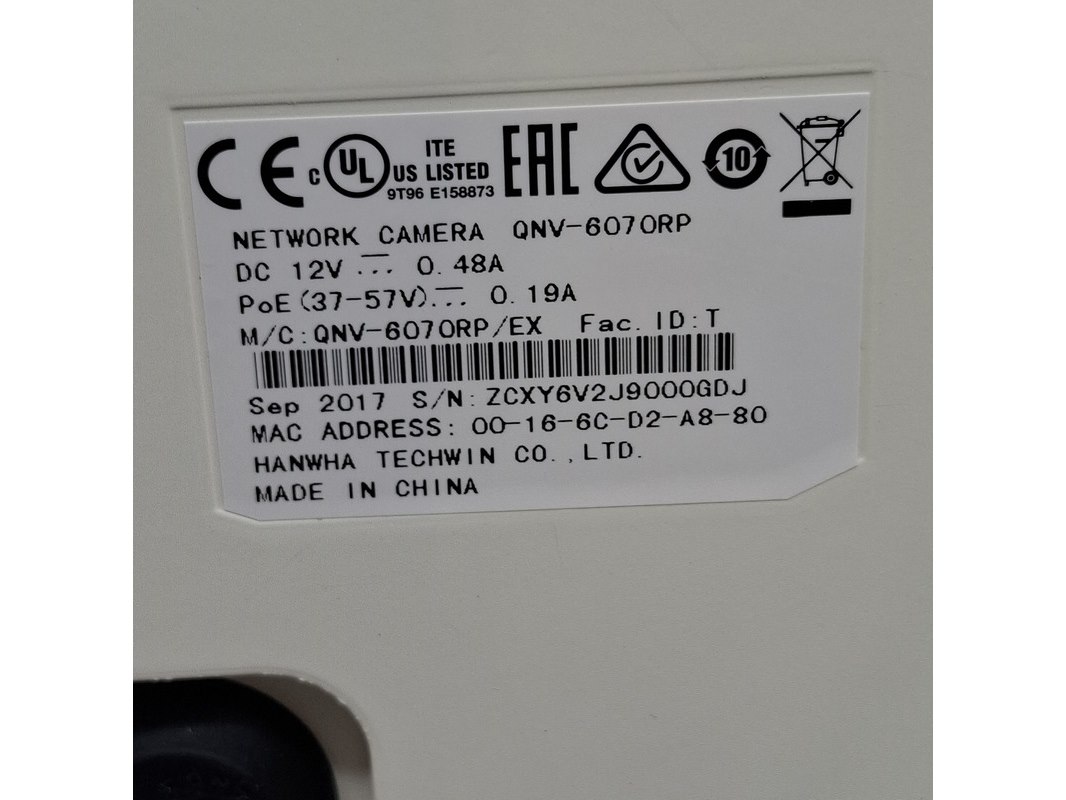 CE c UL US ITE LISTED EAC 10
9T96 E158873
NETWORK CAMERA QNV-6070RP
DC 12V 0.48A
PoE(37-57V) 0.19A
M/C:QNV-6070RP/EX Fac. ID:T
Sep 2017 S/N:ZCXY6V2J9000GDJ
MAC ADDRESS: 00-16-6C-D2-A8-80
HANWHA TECHWIN CO.,LTD.
MADE IN CHINA